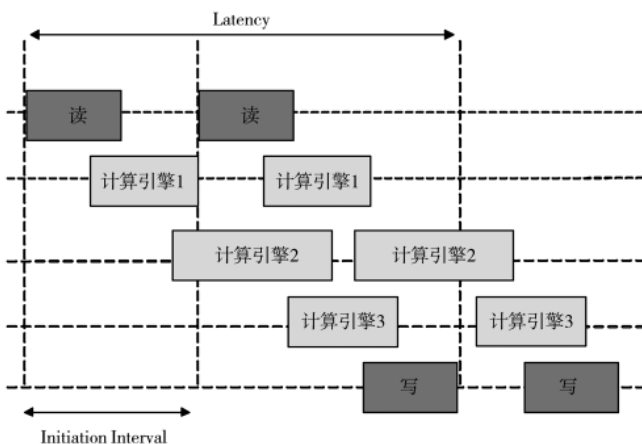 Latency
读 读
计算引擎1 计算引擎1
计算引擎2 计算引擎2
计算引擎3 计算引擎3
写 写
Initiation Interval